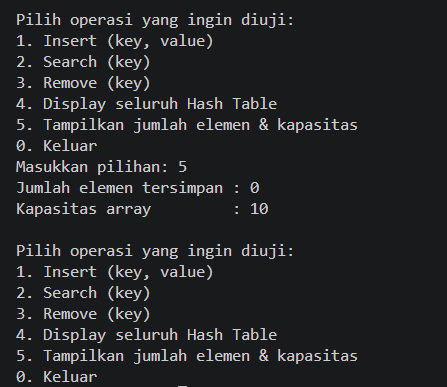 Pilih operasi yang ingin diuji:
1. Insert (key, value)
2. Search (key)
3. Remove (key)
4. Display seluruh Hash Table
5. Tampilkan jumlah elemen & kapasitas
0. Keluar
Masukkan pilihan: 5
Jumlah elemen tersimpan : 0
Kapasitas array         : 10

Pilih operasi yang ingin diuji:
1. Insert (key, value)
2. Search (key)
3. Remove (key)
4. Display seluruh Hash Table
5. Tampilkan jumlah elemen & kapasitas
0. Keluar